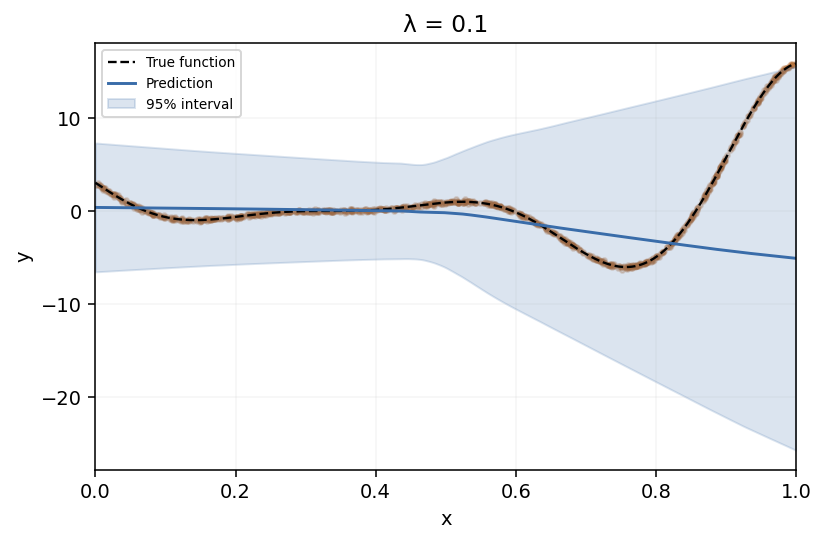 λ = 0.1
True function
Prediction
95% interval
y
10
0
−10
−20
0.0 0.2 0.4 0.6 0.8 1.0
x